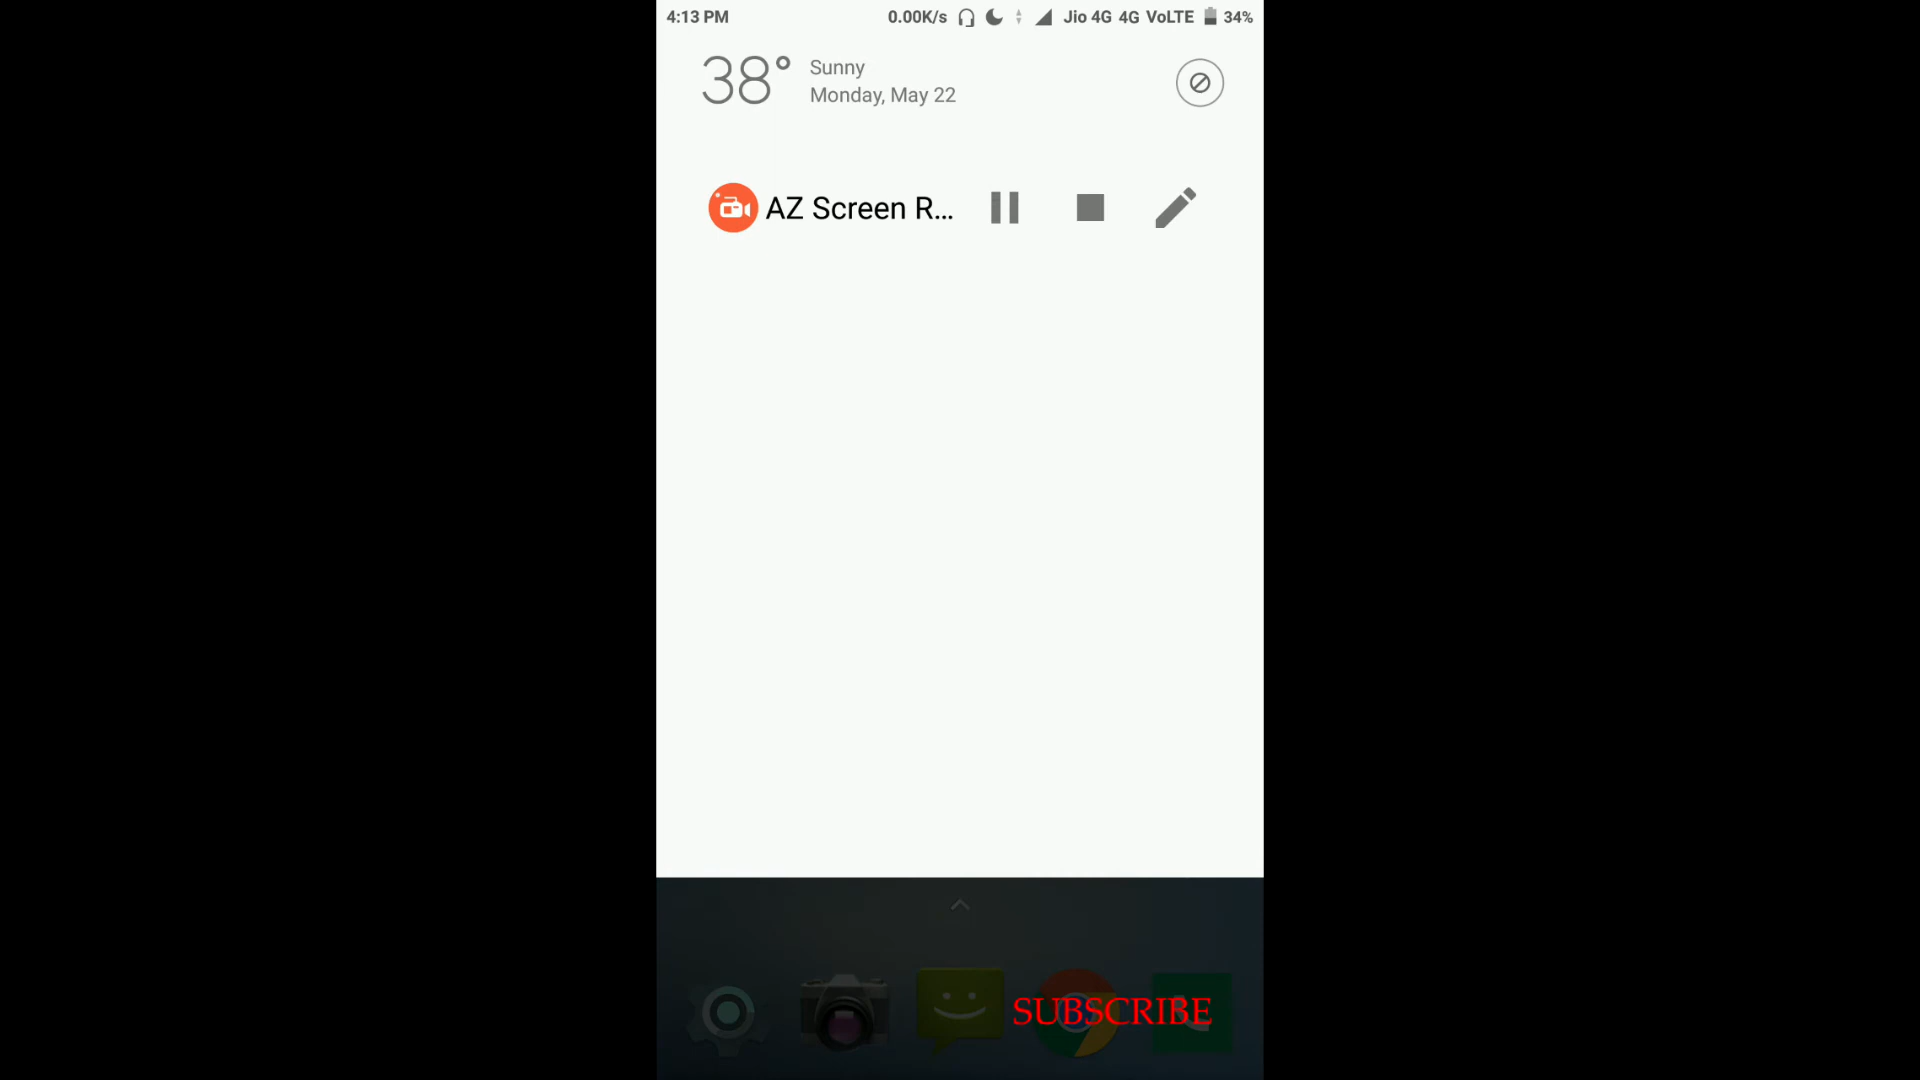 4:13 PM 0.00K/s Jio 4G 4G VoLTE 34%
38° Sunny
Monday, May 22
AZ Screen R...
SUBSCRIBE